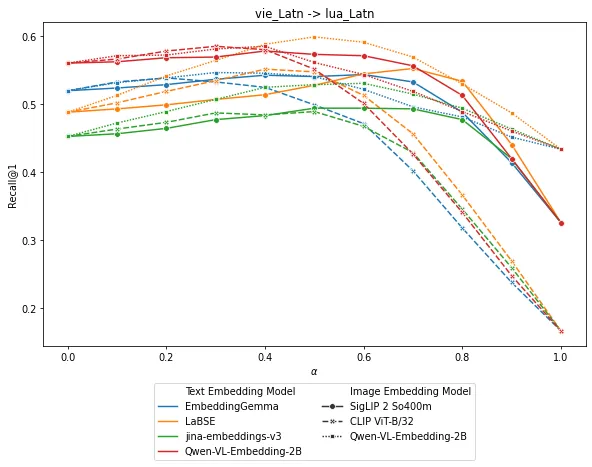 vie_Latn -> lua_Latn
Recall@1
0.6
0.5
0.4
0.3
0.2
0.0
0.2
0.4
0.6
0.8
1.0
α
Text Embedding Model
EmbeddingGemma
LaBSE
jina-embeddings-v3
Qwen-VL-Embedding-2B
Image Embedding Model
SigLIP 2 So400m
CLIP ViT-B/32
Qwen-VL-Embedding-2B